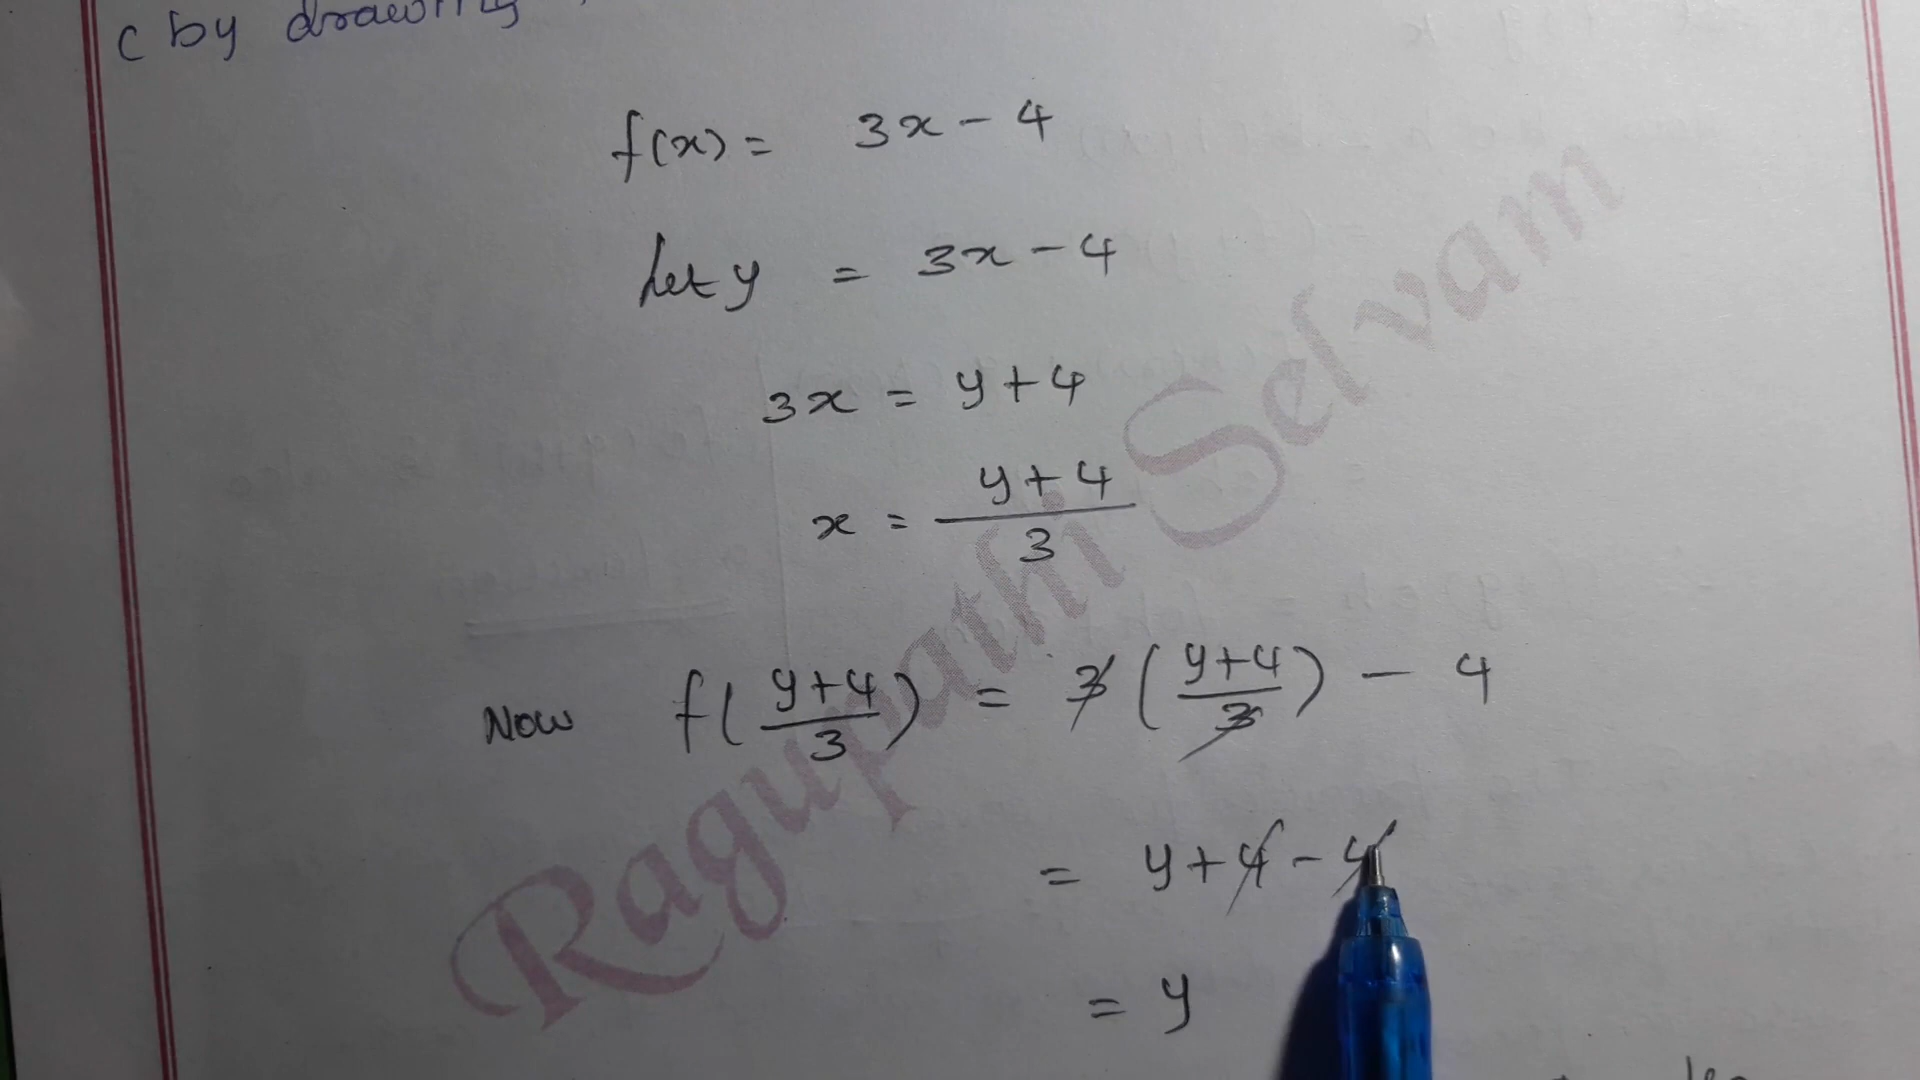 c by drawing
f(x) = 3x - 4
Let y = 3x - 4
3x = y + 4
x = (y + 4)/3
Now f((y+4)/3) = 3((y+4)/3) - 4
= y + 4 - 4
= y
Ragupathi Selvam